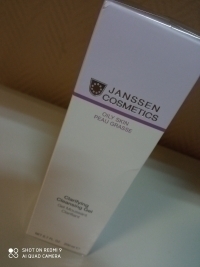 JANSSEN
COSMETICS
OILY SKIN
PEAU GRASSE
Clarifying
Cleansing Gel
SHOT ON REDMI 9
AI QUAD CAMERA